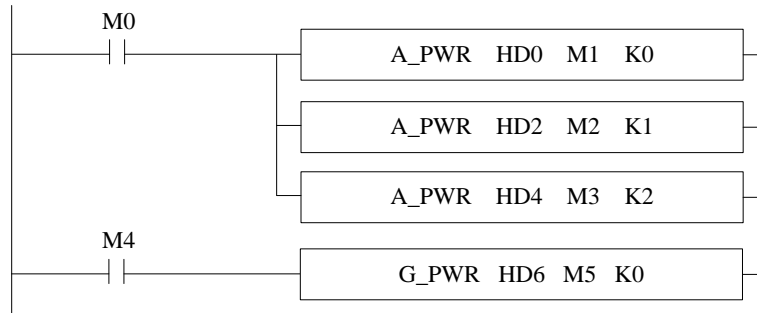 M0
A_PWR HD0 M1 K0
A_PWR HD2 M2 K1
A_PWR HD4 M3 K2
M4
G_PWR HD6 M5 K0